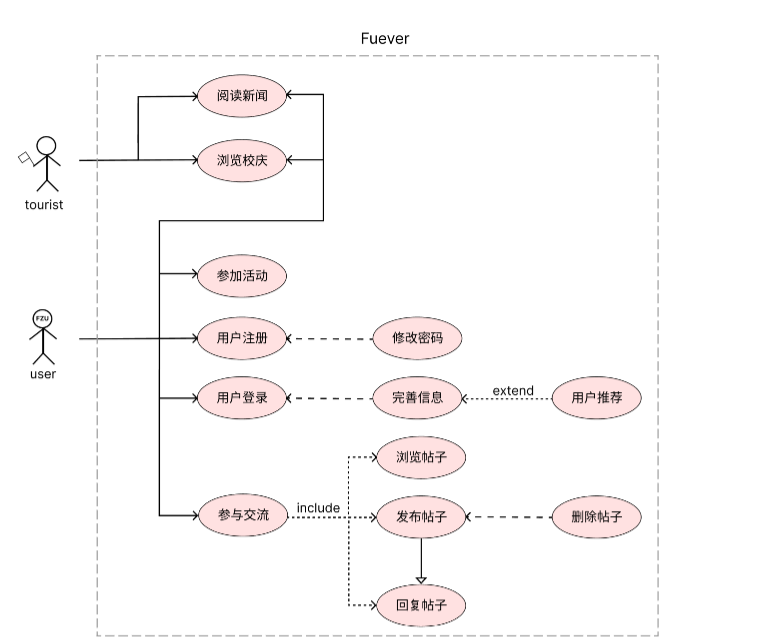 Fuever
阅读新闻
浏览校庆
tourist
参加活动
FZU
用户注册
修改密码
user
用户登录
完善信息
extend
用户推荐
浏览帖子
参与交流
include
发布帖子
删除帖子
回复帖子